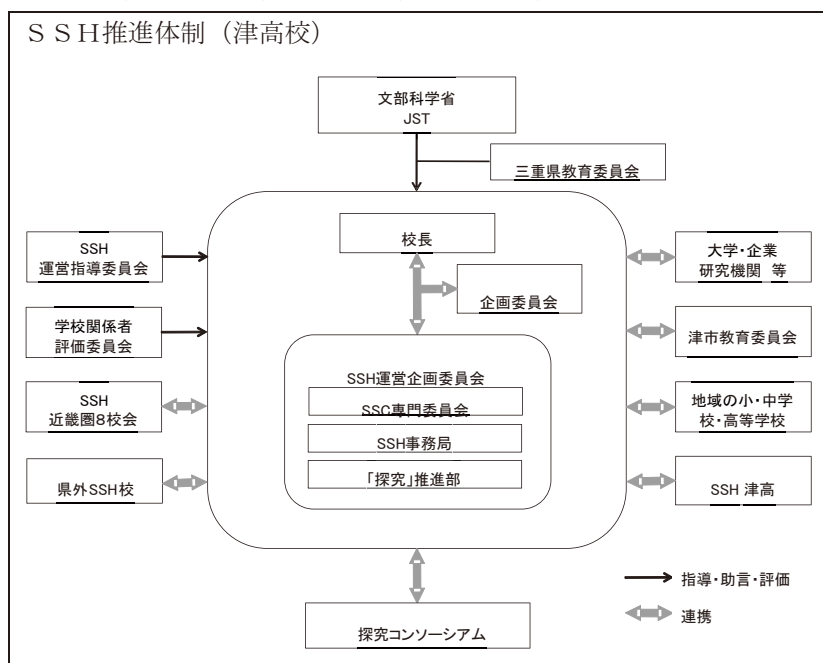 ＳＳＨ推進体制（津高校）
文部科学省
JST
三重県教育委員会
校長
企画委員会
SSH
運営指導委員会
学校関係者
評価委員会
SSH
近畿圏８校会
県外SSH校
SSH運営企画委員会
SSC専門委員会
SSH事務局
「探究」推進部
大学・企業
研究機関 等
津市教育委員会
地域の小・中学
校・高等学校
SSH 津高
探究コンソーシアム
指導・助言・評価
連携